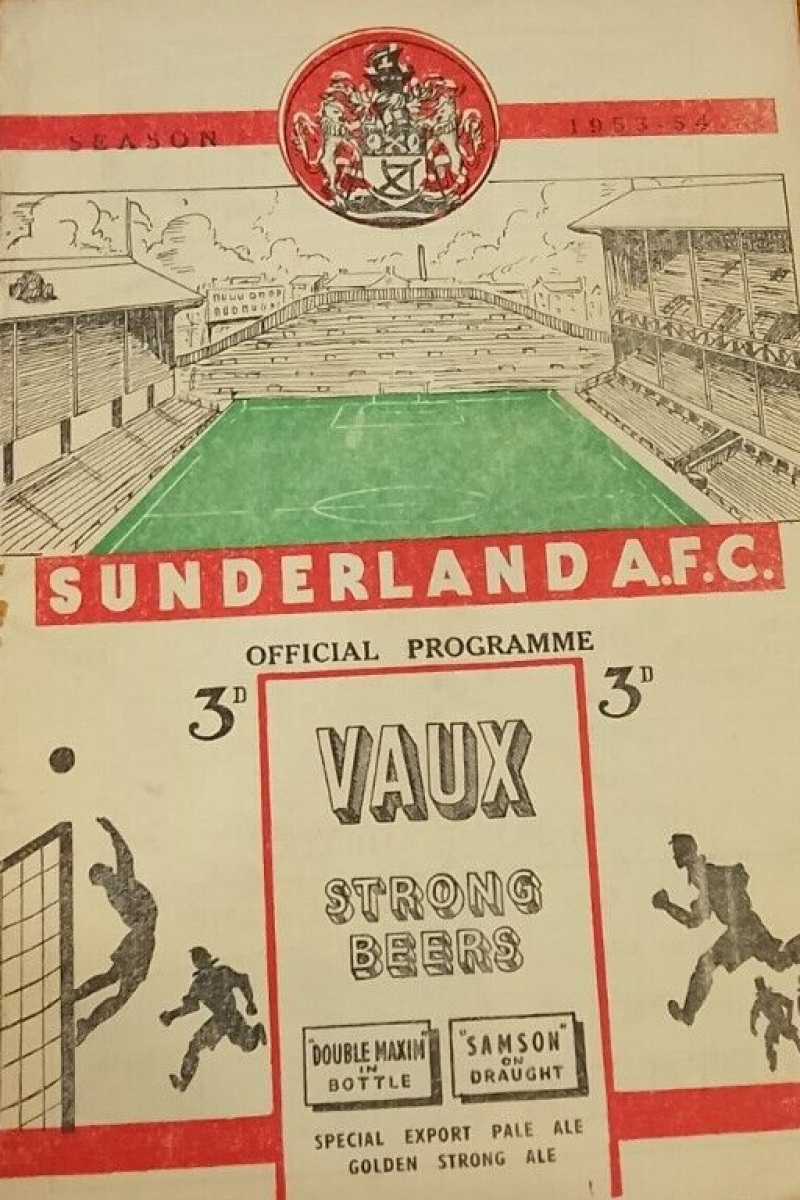 SEASON 1953-54
SUNDERLAND A.F.C.
OFFICIAL PROGRAMME
3D 3D
VAUX
STRONG
BEERS
"DOUBLE MAXIM"
IN
BOTTLE
"SAMSON"
ON
DRAUGHT
SPECIAL EXPORT PALE ALE
GOLDEN STRONG ALE